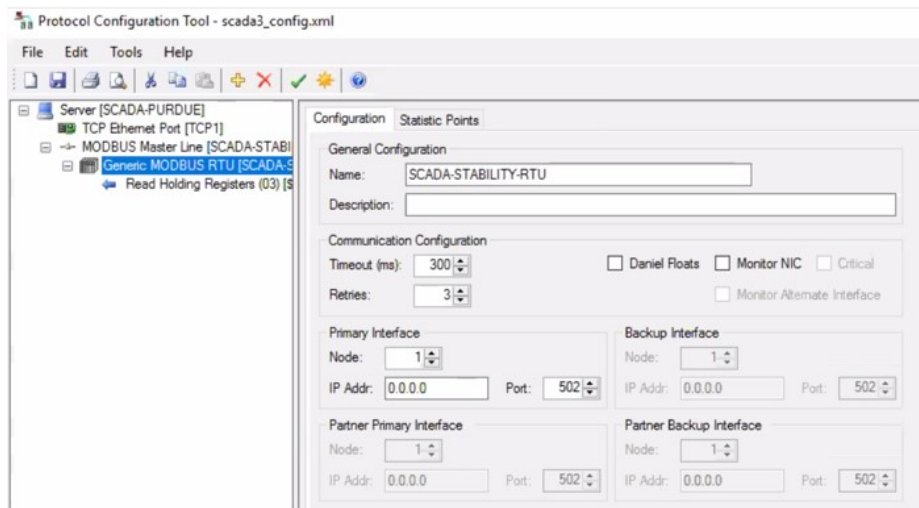 Protocol Configuration Tool - scada3_config.xml
File Edit Tools Help
Server [SCADA-PURDUE]
TCP Ethernet Port [TCP1]
MODBUS Master Line [SCADA-STABI
Generic MODBUS RTU [SCADA-S
Read Holding Registers (03) [S
Configuration Statistic Points
General Configuration
Name: SCADA-STABILITY-RTU
Description:
Communication Configuration
Timeout (ms): 300 Daniel Floats Monitor NIC Critical
Retries: 3 Monitor Alternate Interface
Primary Interface Backup Interface
Node: 1 Node: 1
IP Addr: 0.0.0.0 Port: 502 IP Addr: 0.0.0.0 Port: 502
Partner Primary Interface Partner Backup Interface
Node: 1 Node: 1
IP Addr: 0.0.0.0 Port: 502 IP Addr: 0.0.0.0 Port: 502